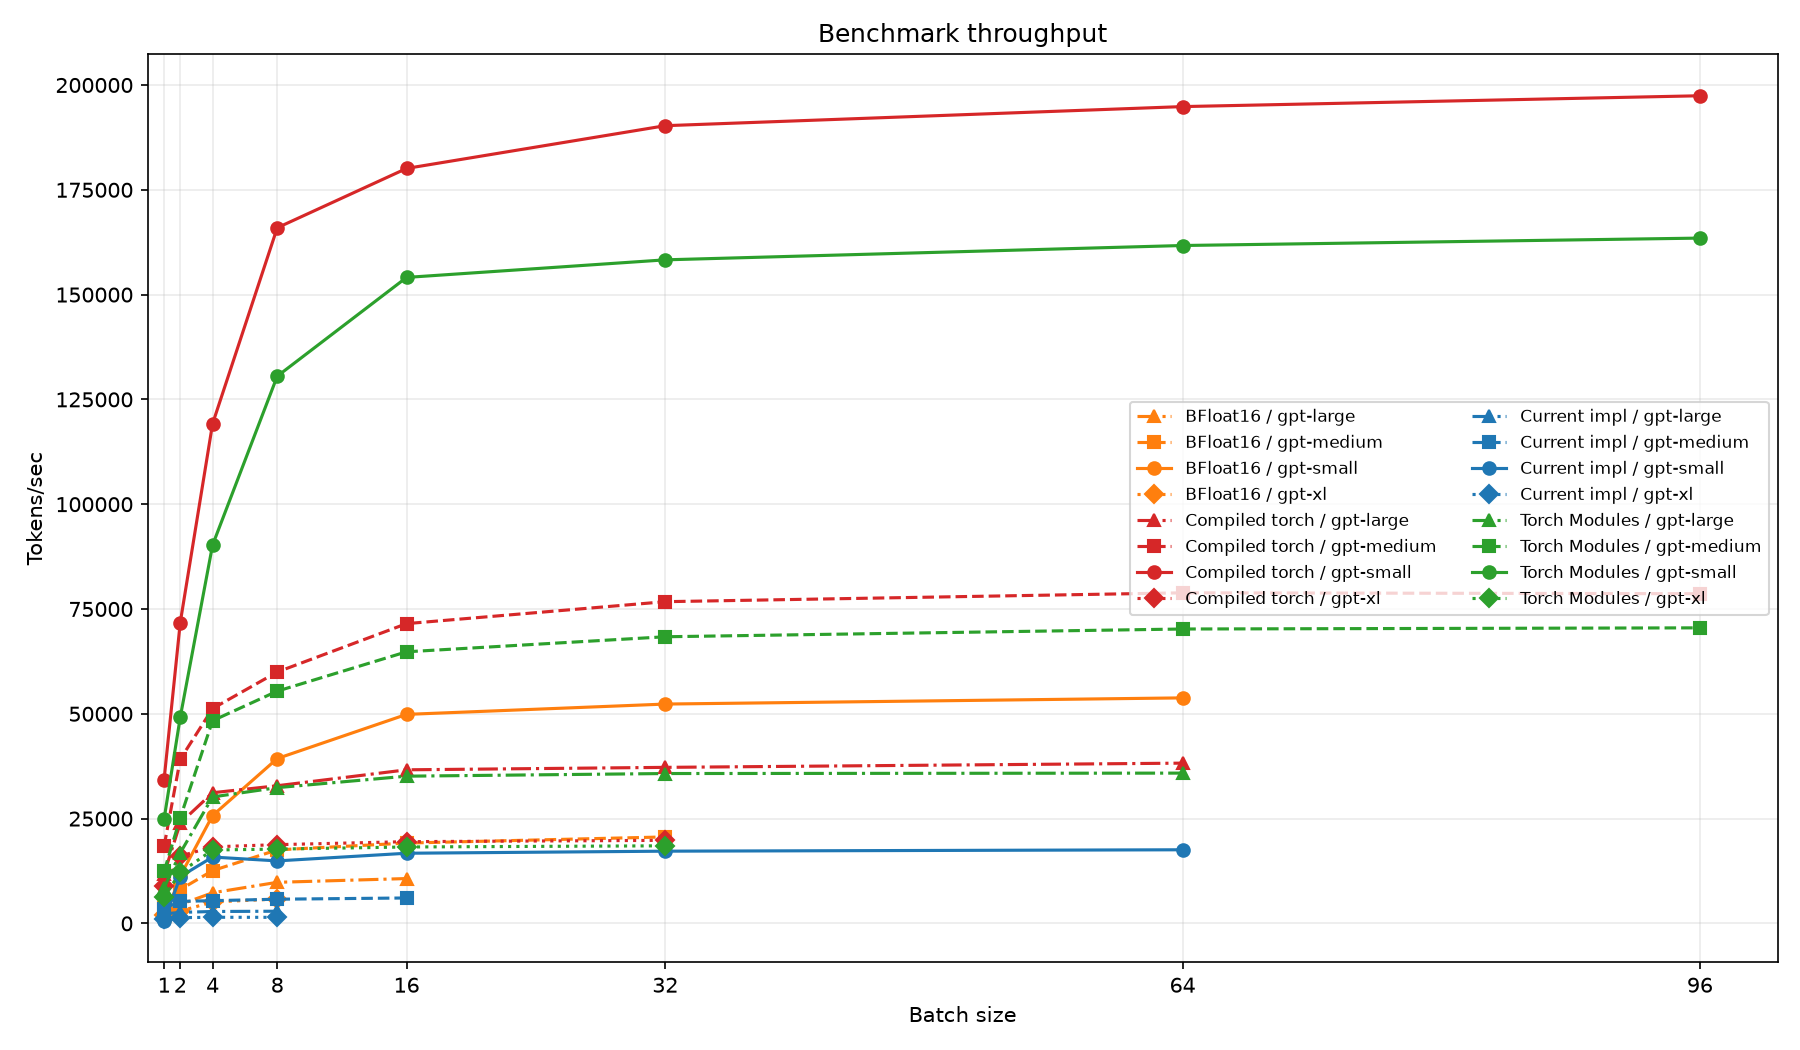 Benchmark throughput
200000
175000
150000
125000
100000
75000
50000
25000
0
Tokens/sec
BFloat16 / gpt-large
BFloat16 / gpt-medium
BFloat16 / gpt-small
BFloat16 / gpt-xl
Compiled torch / gpt-large
Compiled torch / gpt-medium
Compiled torch / gpt-small
Compiled torch / gpt-xl
Current impl / gpt-large
Current impl / gpt-medium
Current impl / gpt-small
Current impl / gpt-xl
Torch Modules / gpt-large
Torch Modules / gpt-medium
Torch Modules / gpt-small
Torch Modules / gpt-xl
1 2 4 8 16 32 64 96
Batch size